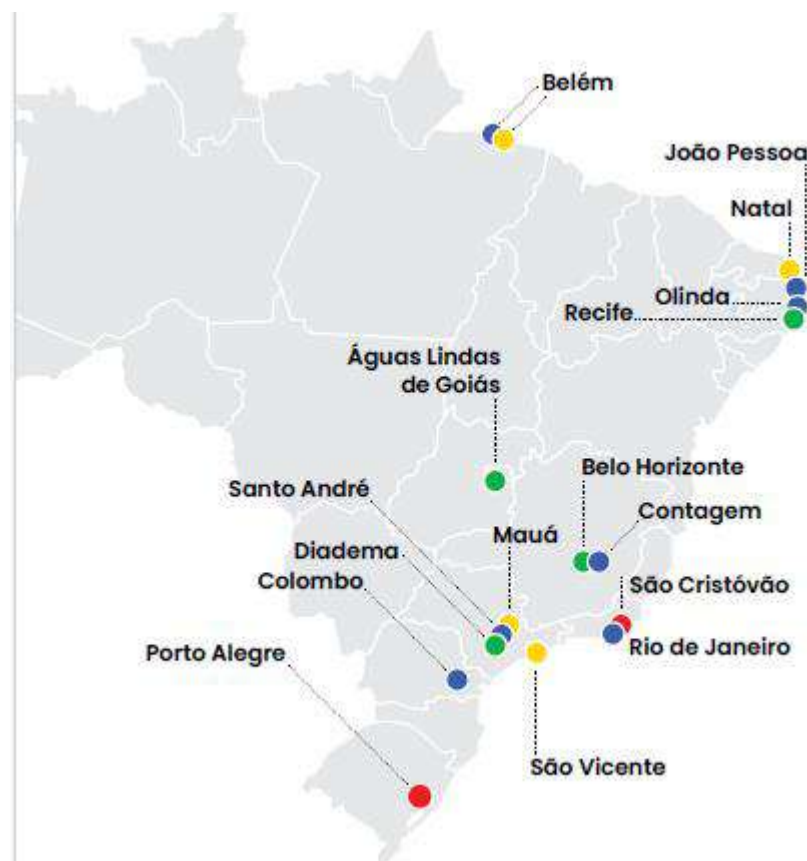 Belém
João Pessoa
Natal
Olinda
Recife
Águas Lindas
de Goiás
Belo Horizonte
Santo André
Contagem
Mauá
Diadema
Colombo
São Cristóvão
Rio de Janeiro
Porto Alegre
São Vicente